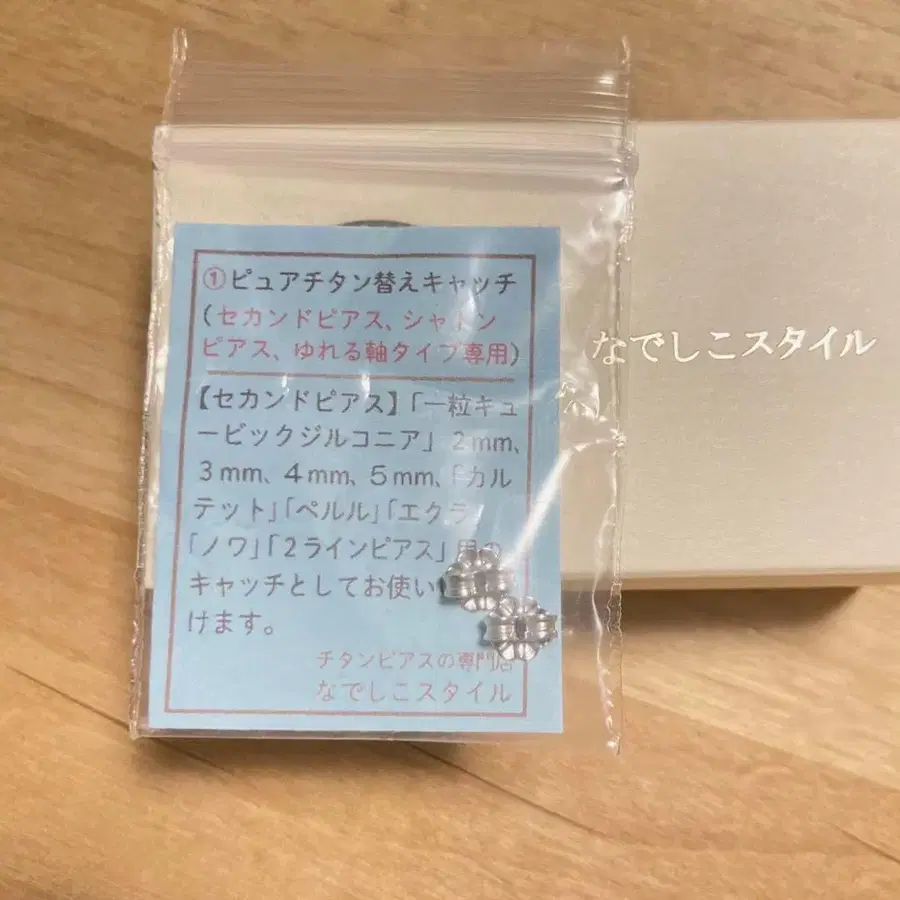 ①ピュアチタン替えキャッチ
(セカンドピアス、シャトン
ピアス、ゆれる軸タイプ専用)
【セカンドピアス】「一粒キュ
ービックジルコニア」2mm、
3mm、4mm、5mm、「カル
テット」「ペルル」「エクラ」
「ノワ」「2ラインピアス」用の
キャッチとしてお使い
けます。
チタンピアスの専門店
なでしこスタイル
なでしこスタイル